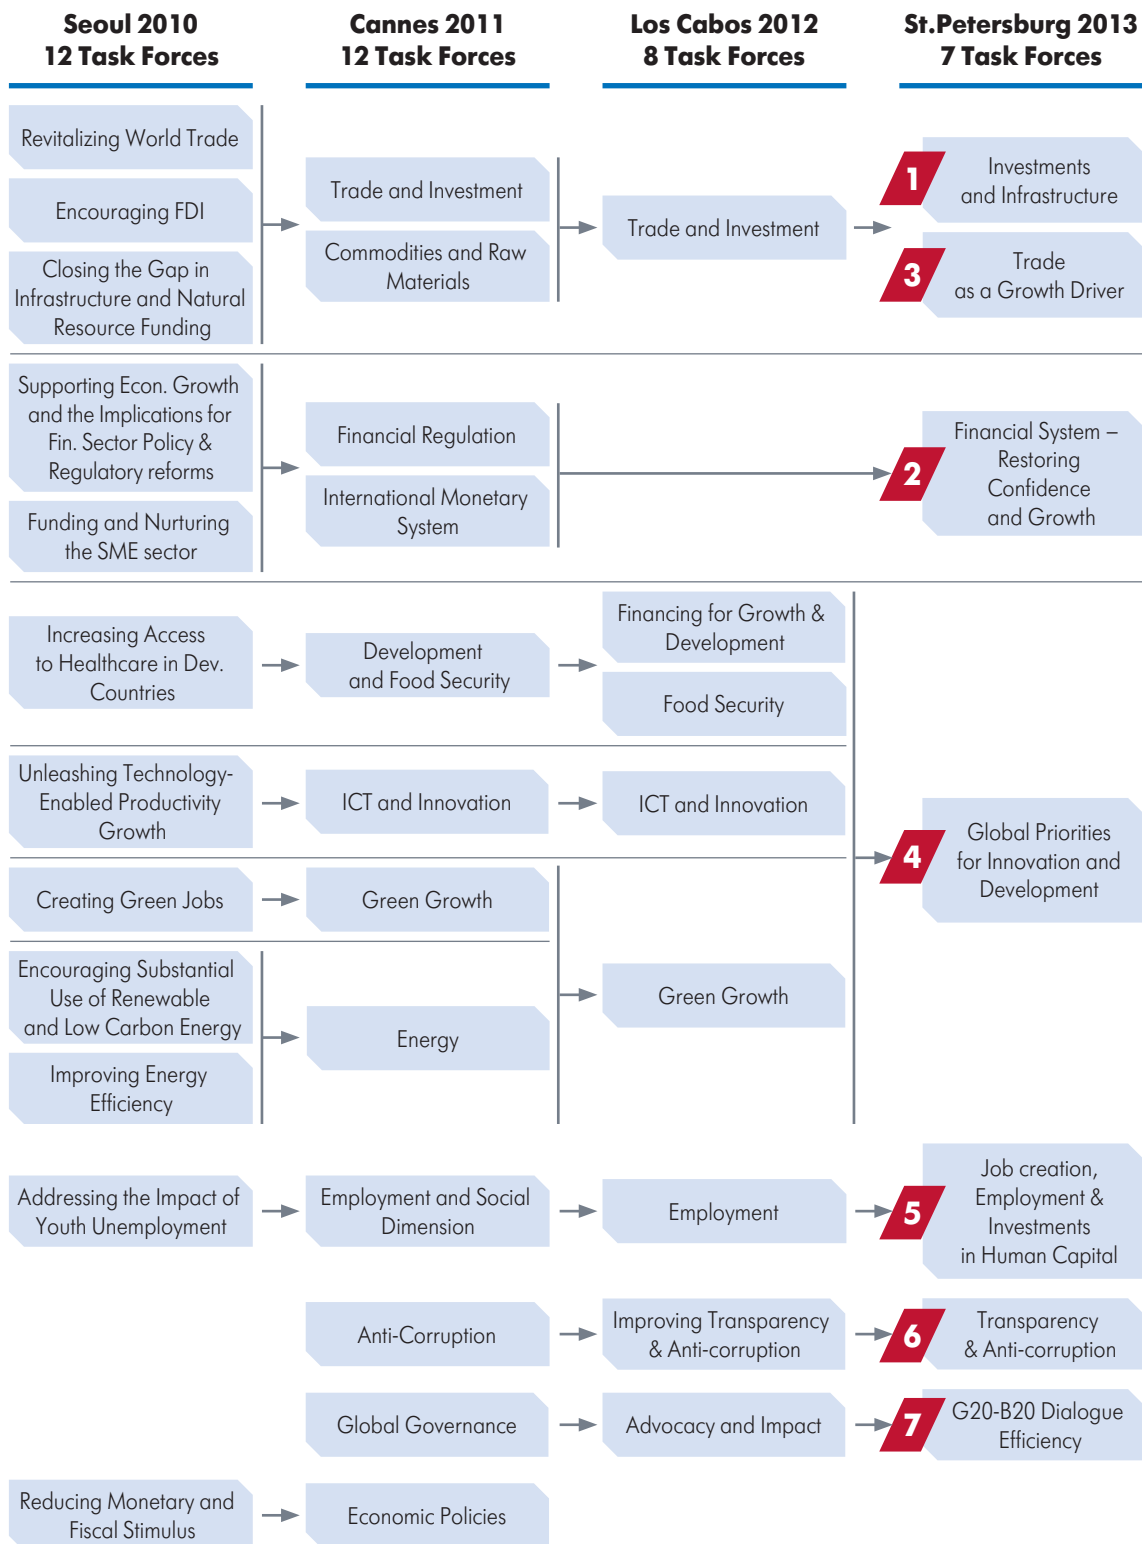 Seoul 2010
12 Task Forces
Cannes 2011
12 Task Forces
Los Cabos 2012
8 Task Forces
St.Petersburg 2013
7 Task Forces
Revitalizing World Trade
Encouraging FDI
Closing the Gap in
Infrastructure and Natural
Resource Funding
Trade and Investment
Commodities and Raw
Materials
Trade and Investment
1
Investments
and Infrastructure
3
Trade
as a Growth Driver
Supporting Econ. Growth
and the Implications for
Fin. Sector Policy &
Regulatory reforms
Funding and Nurturing
the SME sector
Financial Regulation
International Monetary
System
2
Financial System –
Restoring
Confidence
and Growth
Increasing Access
to Healthcare in Dev.
Countries
Development
and Food Security
Financing for Growth &
Development
Food Security
Unleashing Technology-
Enabled Productivity
Growth
ICT and Innovation
ICT and Innovation
4
Global Priorities
for Innovation and
Development
Creating Green Jobs
Green Growth
Encouraging Substantial
Use of Renewable
and Low Carbon Energy
Improving Energy
Efficiency
Energy
Green Growth
Addressing the Impact of
Youth Unemployment
Employment and Social
Dimension
Employment
5
Job creation,
Employment &
Investments
in Human Capital
Anti-Corruption
Improving Transparency
& Anti-corruption
6
Transparency
& Anti-corruption
Global Governance
Advocacy and Impact
7
G20-B20 Dialogue
Efficiency
Reducing Monetary and
Fiscal Stimulus
Economic Policies